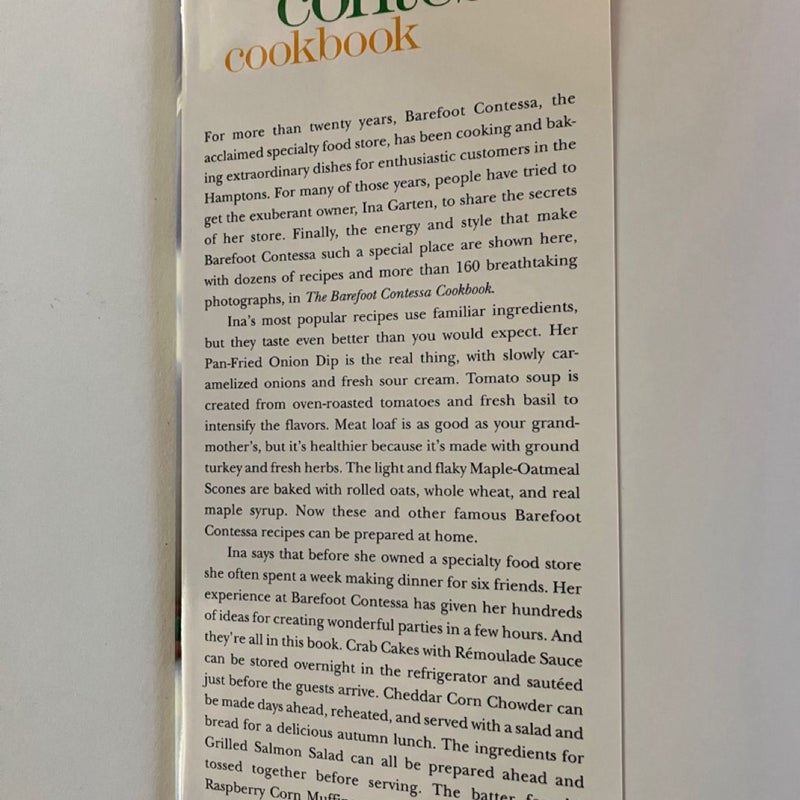 cookbook
For more than twenty years, Barefoot Contessa, the
acclaimed specialty food store, has been cooking and bak-
ing extraordinary dishes for enthusiastic customers in the
Hamptons. For many of those years, people have tried to
get the exuberant owner, Ina Garten, to share the secrets
of her store. Finally, the energy and style that make
Barefoot Contessa such a special place are shown here,
with dozens of recipes and more than 160 breathtaking
photographs, in The Barefoot Contessa Cookbook.
Ina's most popular recipes use familiar ingredients,
but they taste even better than you would expect. Her
Pan-Fried Onion Dip is the real thing, with slowly car-
amelized onions and fresh sour cream. Tomato soup is
created from oven-roasted tomatoes and fresh basil to
intensify the flavors. Meat loaf is as good as your grand-
mother's, but it's healthier because it's made with ground
turkey and fresh herbs. The light and flaky Maple-Oatmeal
Scones are baked with rolled oats, whole wheat, and real
maple syrup. Now these and other famous Barefoot
Contessa recipes can be prepared at home.
Ina says that before she owned a specialty food store
she often spent a week making dinner for six friends. Her
experience at Barefoot Contessa has given her hundreds
of ideas for creating wonderful parties in a few hours. And
they're all in this book. Crab Cakes with Rémoulade Sauce
can be stored overnight in the refrigerator and sautéed
just before the guests arrive. Cheddar Corn Chowder can
be made days ahead, reheated, and served with a salad and
bread for a delicious autumn lunch. The ingredients for
Grilled Salmon Salad can all be prepared ahead and
tossed together before serving. The batter
Raspberry Corn